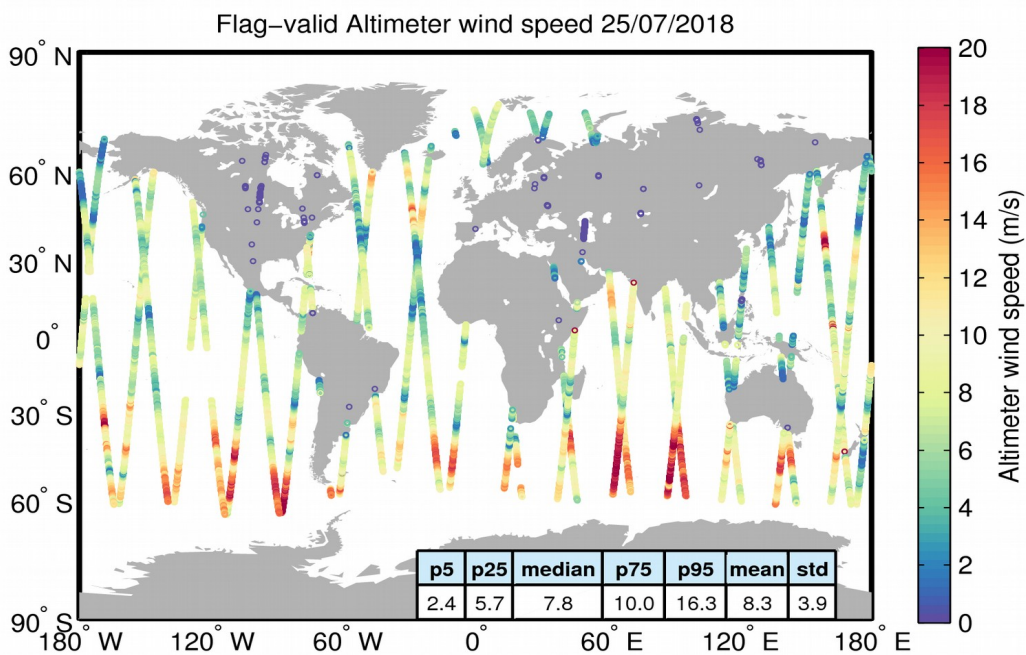 Flag−valid Altimeter wind speed 25/07/2018
90° N
60° N
30° N
0°
30° S
60° S
90° S
180° W
120° W
60° W
0°
60° E
120° E
180° E
p5 p25 median p75 p95 mean std
2.4 5.7 7.8 10.0 16.3 8.3 3.9
20
18
16
14
12
10
8
6
4
2
0
Altimeter wind speed (m/s)